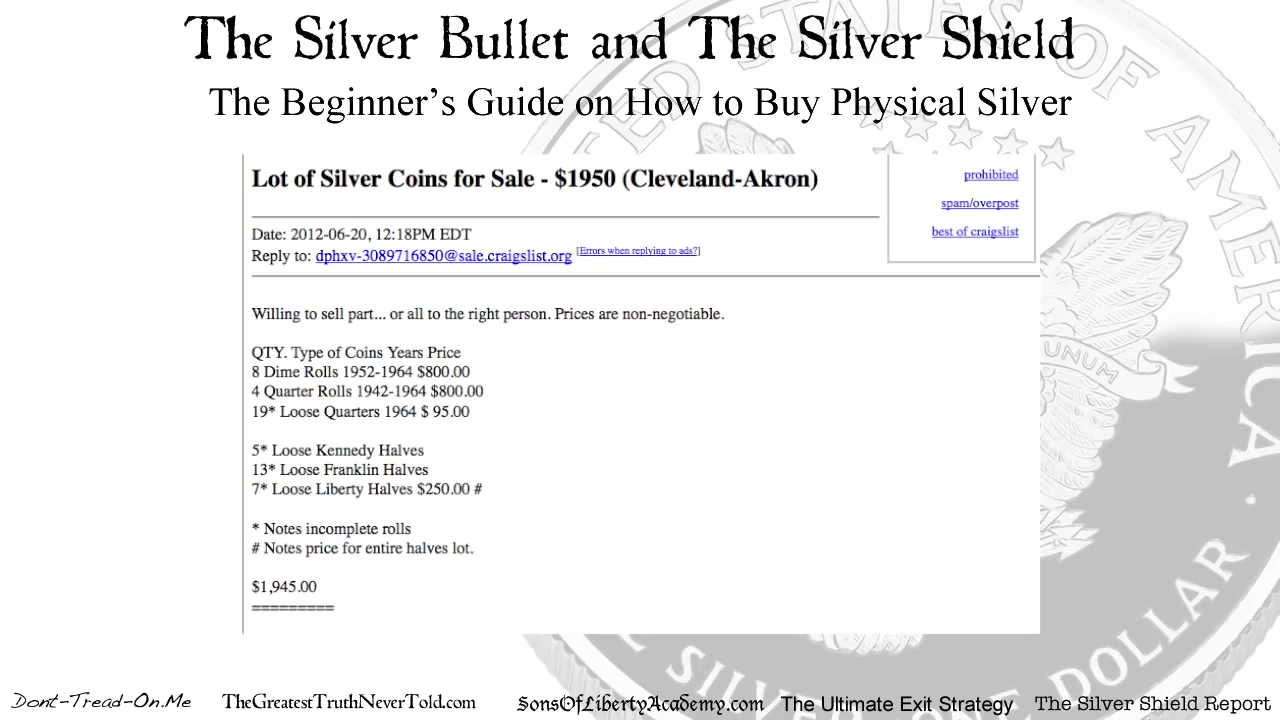 The Silver Bullet and The Silver Shield
The Beginner's Guide on How to Buy Physical Silver
Lot of Silver Coins for Sale - $1950 (Cleveland-Akron)
prohibited
spam/overpost
best of craigslist
Date: 2012-06-20, 12:18PM EDT
Reply to: dphxv-3089716850@sale.craigslist.org [Errors when replying to ads?]
Willing to sell part... or all to the right person. Prices are non-negotiable.
QTY. Type of Coins Years Price
8 Dime Rolls 1952-1964 $800.00
4 Quarter Rolls 1942-1964 $800.00
19* Loose Quarters 1964 $ 95.00
5* Loose Kennedy Halves
13* Loose Franklin Halves
7* Loose Liberty Halves $250.00 #
* Notes incomplete rolls
# Notes price for entire halves lot.
$1,945.00
=========
UNUM
Dont-Tread-On.Me
TheGreatestTruthNeverTold.com
SonsOfLibertyAcademy.com
The Ultimate Exit Strategy
The Silver Shield Report